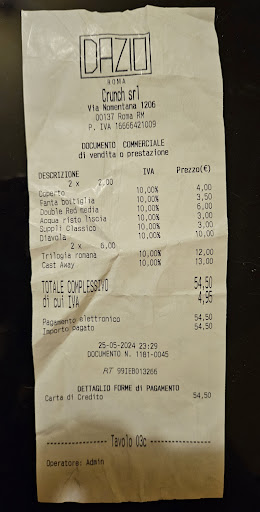 DAZIO
ROMA
Crunch srl
Via Nomentana 1206
00137 Roma RM
P. IVA 16566421009
DOCUMENTO COMMERCIALE
di vendita o prestazione
DESCRIZIONE IVA Prezzo(€)
2 x 2,00
Coperto 10,00% 4,00
Fanta bottiglia 10,00% 3,50
Double Red media 10,00% 6,00
Acqua risto liscia 10,00% 3,00
Suppli Classico 10,00% 3,00
Diavola 10,00% 10,00
2 x 6,00
Trilogia romana 10,00% 12,00
Cast Away 10,00% 13,00
TOTALE COMPLESSIVO 54,50
di cui IVA 4,95
Pagamento elettronico 54,50
Importo pagato 54,50
25-05-2024 23:29
DOCUMENTO N. 1181-0045
RT 99IEB013266
DETTAGLIO FORME di PAGAMENTO
Carta di Credito 54,50
Tavolo 03c
Operatore: Admin